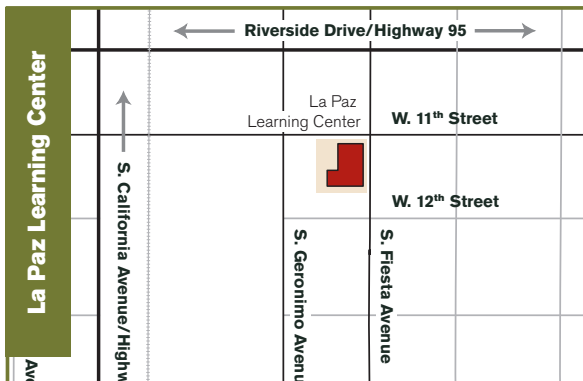 La Paz Learning Center
Riverside Drive/Highway 95
La Paz
Learning Center
W. 11th Street
W. 12th Street
S. California Avenue/Highw
S. Geronimo Avenu
S. Fiesta Avenue